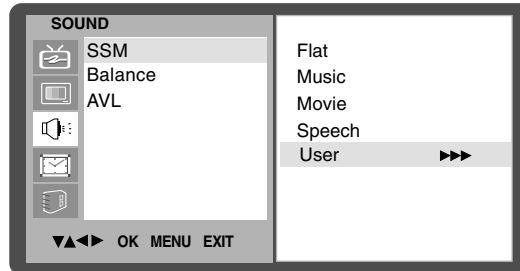 SOUND
SSM
Balance
AVL
Flat
Music
Movie
Speech
User ▶▶▶
▼▲◀▶ OK MENU EXIT